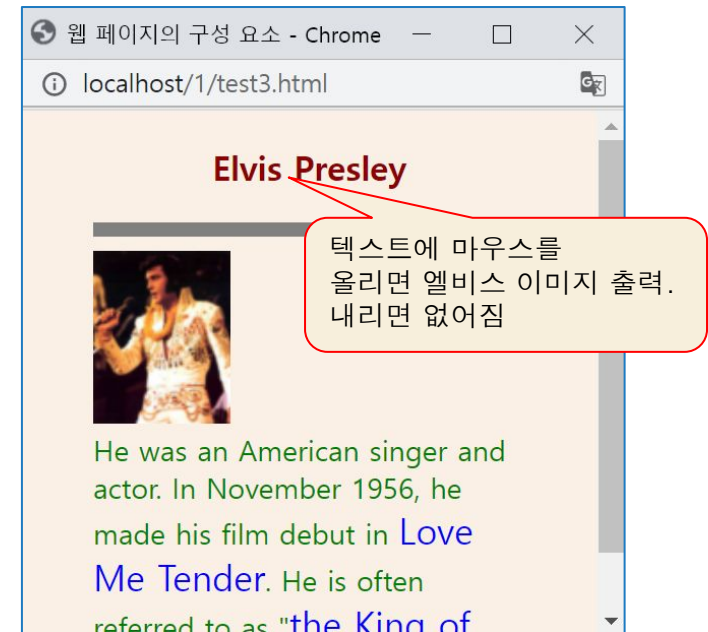 웹 페이지의 구성 요소 - Chrome
localhost/1/test3.html
Elvis Presley
텍스트에 마우스를
올리면 엘비스 이미지 출력.
내리면 없어짐
He was an American singer and
actor. In November 1956, he
made his film debut in Love
Me Tender. He is often
referred to as "the King of